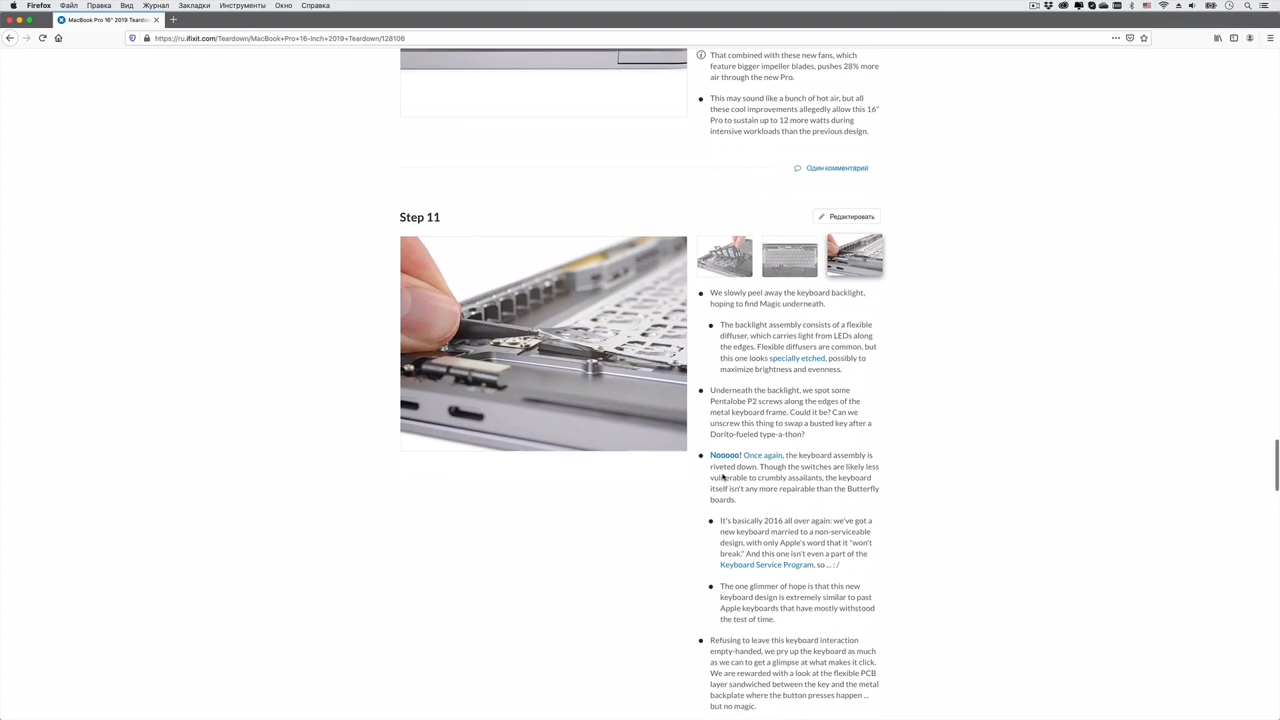 Firefox Файл Правка Вид Журнал Закладки Инструменты Окно Справка
MacBook Pro 16" 2019 Teardo
https://ru.ifixit.com/Teardown/MacBook+Pro+16-Inch+2019+Teardown/128106
That combined with these new fans, which
feature bigger impeller blades, pushes 28% more
air through the new Pro.
This may sound like a bunch of hot air, but all
these cool improvements allegedly allow this 16"
Pro to sustain up to 12 more watts during
intensive workloads than the previous design.
Один комментарий
Step 11
Редактировать
We slowly peel away the keyboard backlight,
hoping to find Magic underneath.
The backlight assembly consists of a flexible
diffuser, which carries light from LEDs along
the edges. Flexible diffusers are common, but
this one looks specially etched, possibly to
maximize brightness and evenness.
Underneath the backlight, we spot some
Pentalobe P2 screws along the edges of the
metal keyboard frame. Could it be? Can we
unscrew this thing to swap a busted key after a
Dorito-fueled type-a-thon?
Nooooo! Once again, the keyboard assembly is
riveted down. Though the switches are likely less
vulnerable to crumbly assailants, the keyboard
itself isn't any more repairable than the Butterfly
boards.
It's basically 2016 all over again: we've got a
new keyboard married to a non-serviceable
design, with only Apple's word that it "won't
break." And this one isn't even a part of the
Keyboard Service Program, so ... : /
The one glimmer of hope is that this new
keyboard design is extremely similar to past
Apple keyboards that have mostly withstood
the test of time.
Refusing to leave this keyboard interaction
empty-handed, we pry up the keyboard as much
as we can to get a glimpse at what makes it click.
We are rewarded with a look at the flexible PCB
layer sandwiched between the key and the metal
backplate where the button presses happen ...
but no magic.